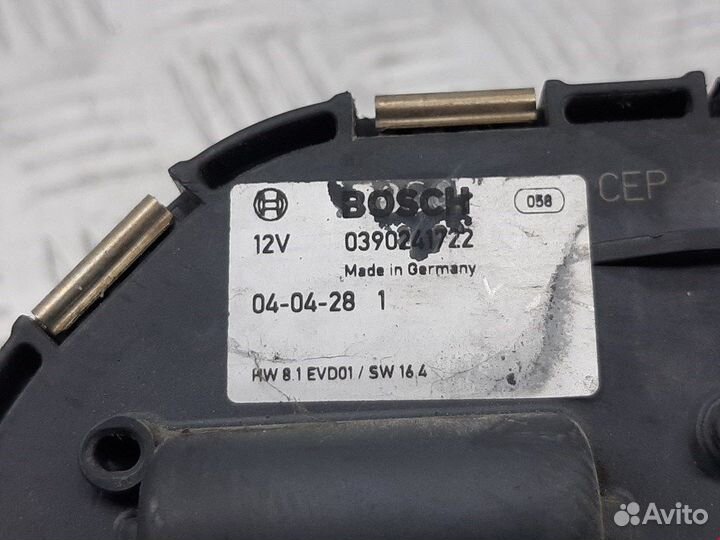 BOSCH 058
CEP
12V 0390241722
Made in Germany
04-04-28 1
HW 8.1 EVD01 / SW 16.4
Avito